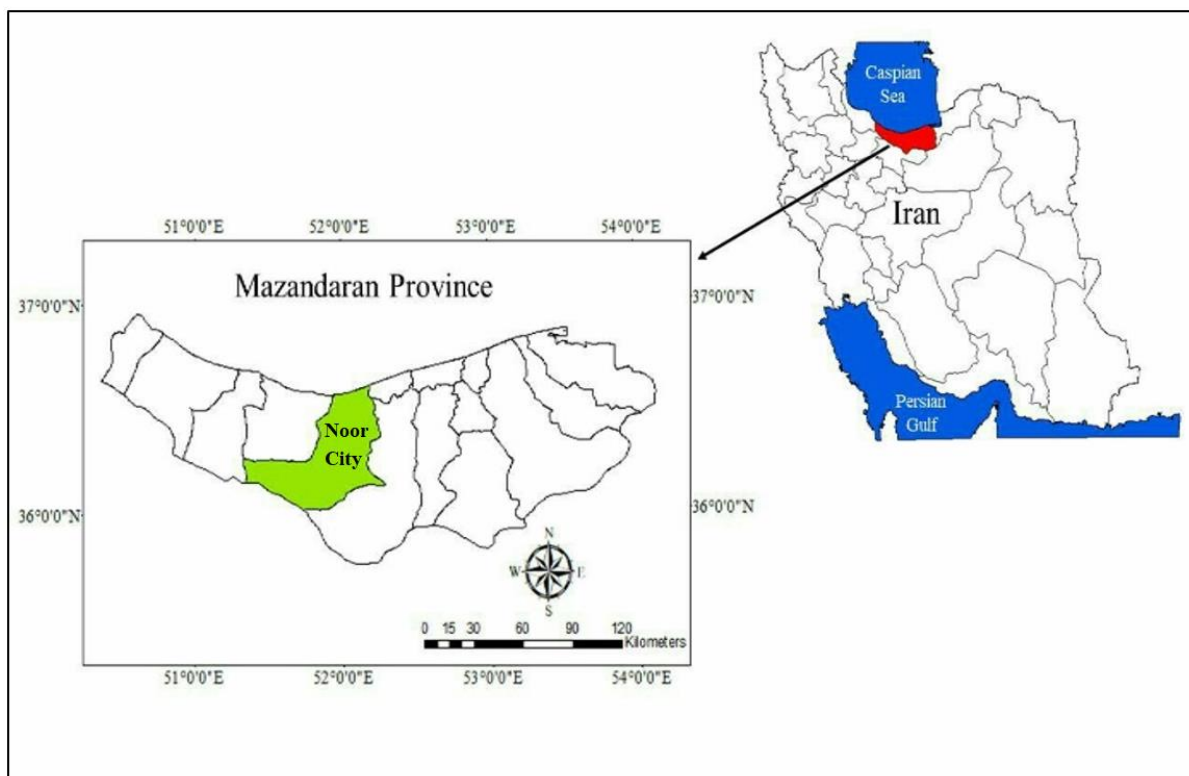 Caspian
Sea
Iran
Persian
Gulf
51°0'0"E 52°0'0"E 53°0'0"E 54°0'0"E
Mazandaran Province
37°0'0"N 37°0'0"N
Noor
City
36°0'0"N 36°0'0"N
N
W E
S
0 15 30 60 90 120
Kilometers
51°0'0"E 52°0'0"E 53°0'0"E 54°0'0"E